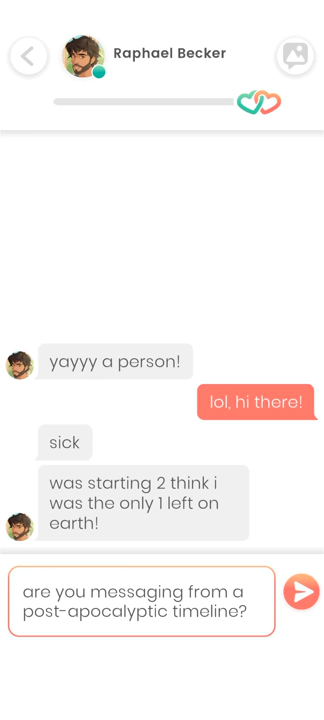 Raphael Becker
yayyy a person!
lol, hi there!
sick
was starting 2 think i
was the only 1 left on
earth!
are you messaging from a
post-apocalyptic timeline?